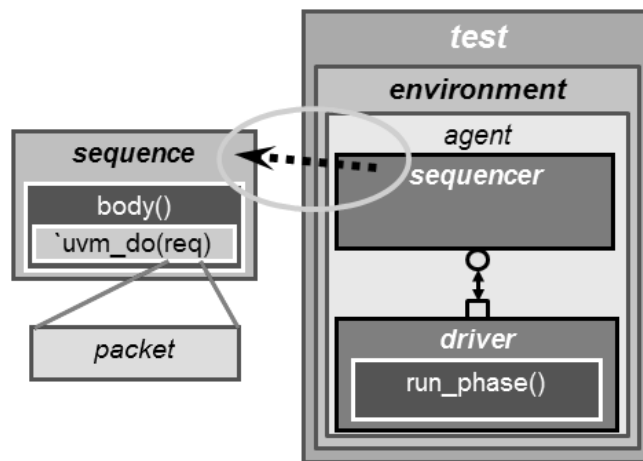 test
environment
agent
sequence
sequencer
body()
`uvm_do(req)
packet
driver
run_phase()